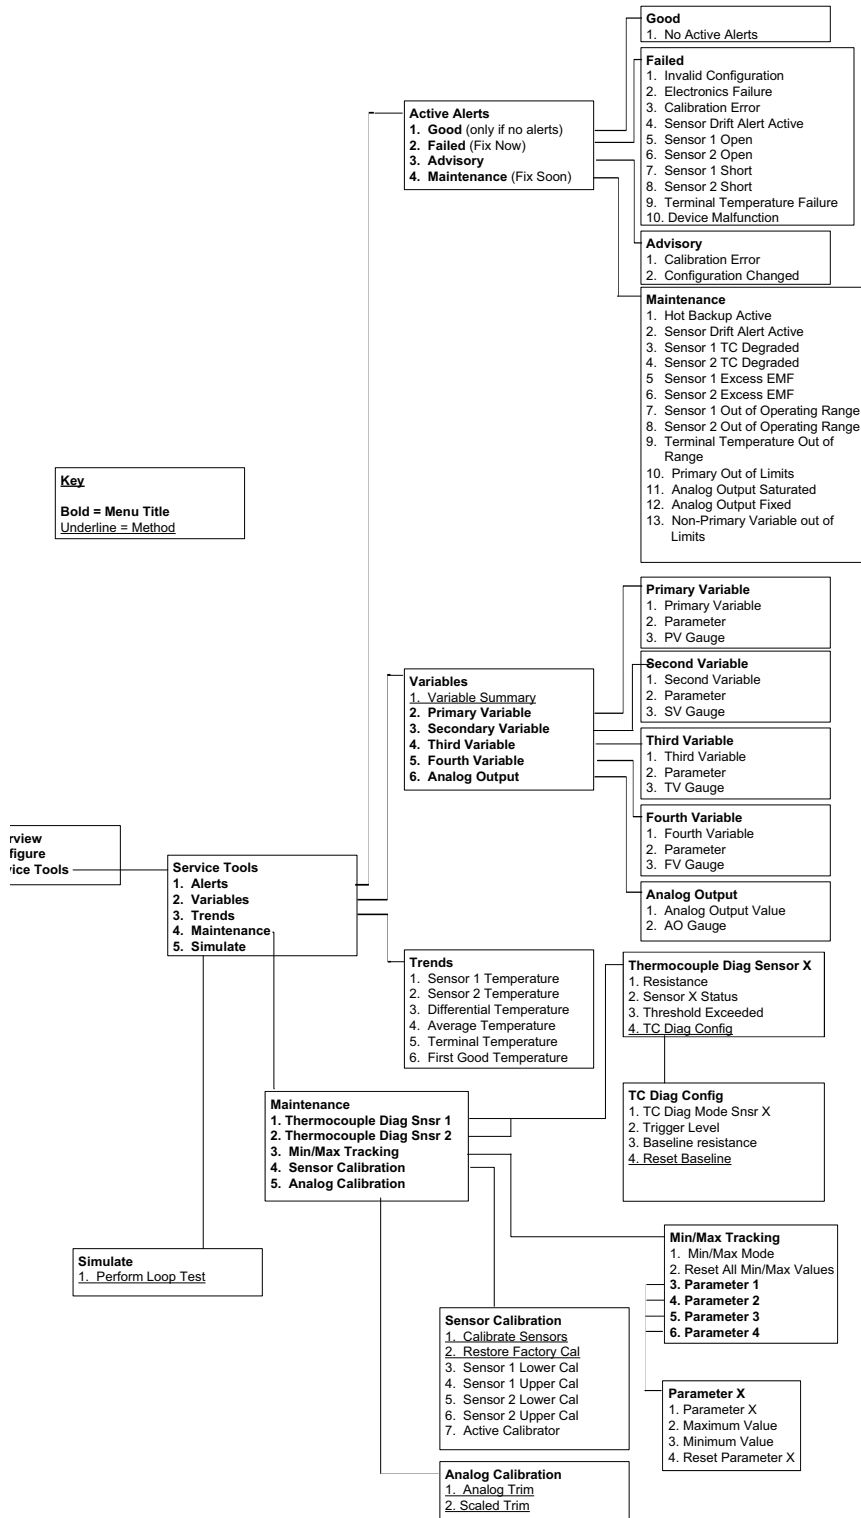 Good
1. No Active Alerts
Failed
1. Invalid Configuration
2. Electronics Failure
3. Calibration Error
4. Sensor Drift Alert Active
5. Sensor 1 Open
6. Sensor 2 Open
7. Sensor 1 Short
8. Sensor 2 Short
9. Terminal Temperature Failure
10. Device Malfunction
Active Alerts
1. Good (only if no alerts)
2. Failed (Fix Now)
3. Advisory
4. Maintenance (Fix Soon)
Advisory
1. Calibration Error
2. Configuration Changed
Maintenance
1. Hot Backup Active
2. Sensor Drift Alert Active
3. Sensor 1 TC Degraded
4. Sensor 2 TC Degraded
5 Sensor 1 Excess EMF
6. Sensor 2 Excess EMF
7. Sensor 1 Out of Operating Range
8. Sensor 2 Out of Operating Range
9. Terminal Temperature Out of
Range
10. Primary Out of Limits
11. Analog Output Saturated
12. Analog Output Fixed
13. Non-Primary Variable out of
Limits
Key
Bold = Menu Title
Underline = Method
Primary Variable
1. Primary Variable
2. Parameter
3. PV Gauge
Second Variable
1. Second Variable
2. Parameter
3. SV Gauge
Variables
1. Variable Summary
2. Primary Variable
3. Secondary Variable
4. Third Variable
5. Fourth Variable
6. Analog Output
Third Variable
1. Third Variable
2. Parameter
3. TV Gauge
Fourth Variable
1. Fourth Variable
2. Parameter
3. FV Gauge
rview
figure
vice Tools
Service Tools
1. Alerts
2. Variables
3. Trends
4. Maintenance
5. Simulate
Analog Output
1. Analog Output Value
2. AO Gauge
Trends
1. Sensor 1 Temperature
2. Sensor 2 Temperature
3. Differential Temperature
4. Average Temperature
5. Terminal Temperature
6. First Good Temperature
Thermocouple Diag Sensor X
1. Resistance
2. Sensor X Status
3. Threshold Exceeded
4. TC Diag Config
Maintenance
1. Thermocouple Diag Snsr 1
2. Thermocouple Diag Snsr 2
3. Min/Max Tracking
4. Sensor Calibration
5. Analog Calibration
TC Diag Config
1. TC Diag Mode Snsr X
2. Trigger Level
3. Baseline resistance
4. Reset Baseline
Simulate
1. Perform Loop Test
Min/Max Tracking
1. Min/Max Mode
2. Reset All Min/Max Values
3. Parameter 1
4. Parameter 2
5. Parameter 3
6. Parameter 4
Sensor Calibration
1. Calibrate Sensors
2. Restore Factory Cal
3. Sensor 1 Lower Cal
4. Sensor 1 Upper Cal
5. Sensor 2 Lower Cal
6. Sensor 2 Upper Cal
7. Active Calibrator
Parameter X
1. Parameter X
2. Maximum Value
3. Minimum Value
4. Reset Parameter X
Analog Calibration
1. Analog Trim
2. Scaled Trim